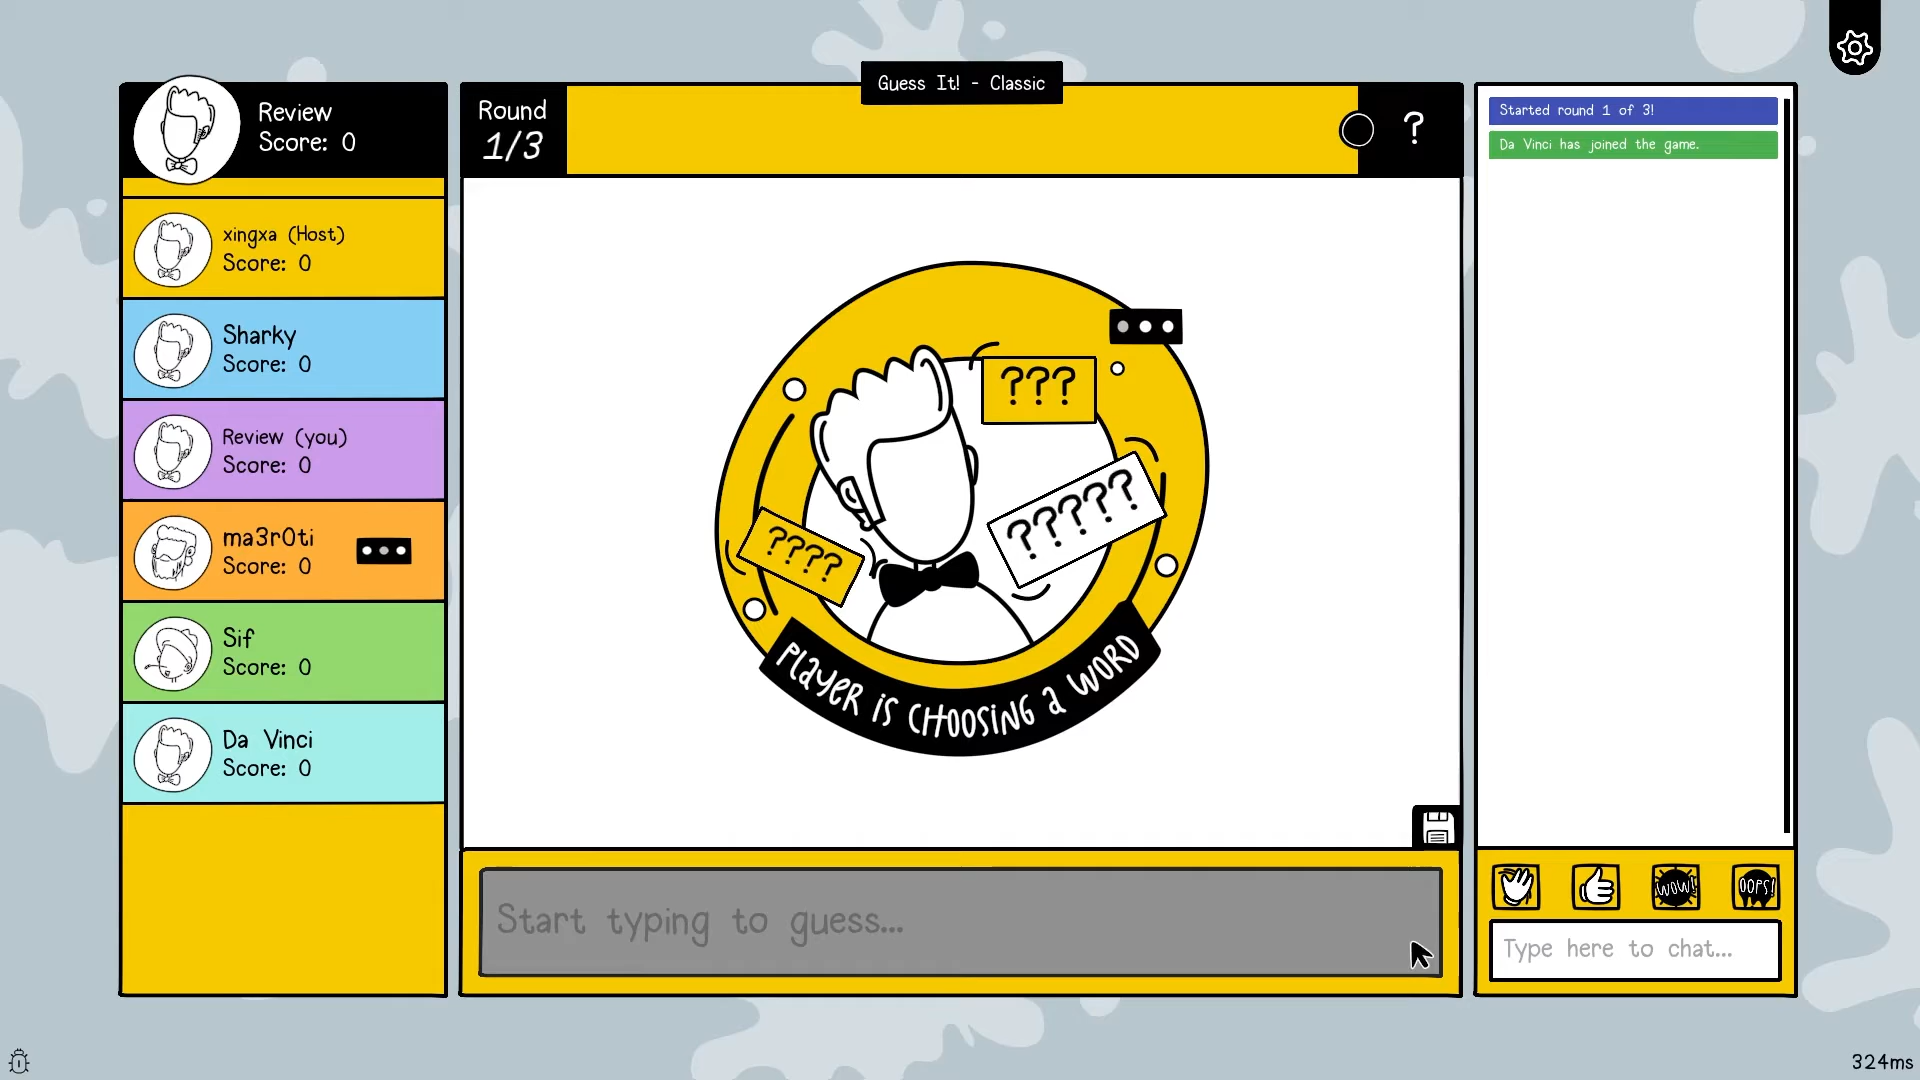 Guess It! - Classic
Review
Score: 0
Round
1/3
?
Started round 1 of 3!
Da Vinci has joined the game.
xingxa (Host)
Score: 0
Sharky
Score: 0
Review (you)
Score: 0
ma3r0ti
Score: 0
Sif
Score: 0
Da Vinci
Score: 0
???
?????
????
PLAYER IS CHOOSING A WORD
Start typing to guess...
WOW!
OOPS!
Type here to chat...
324ms